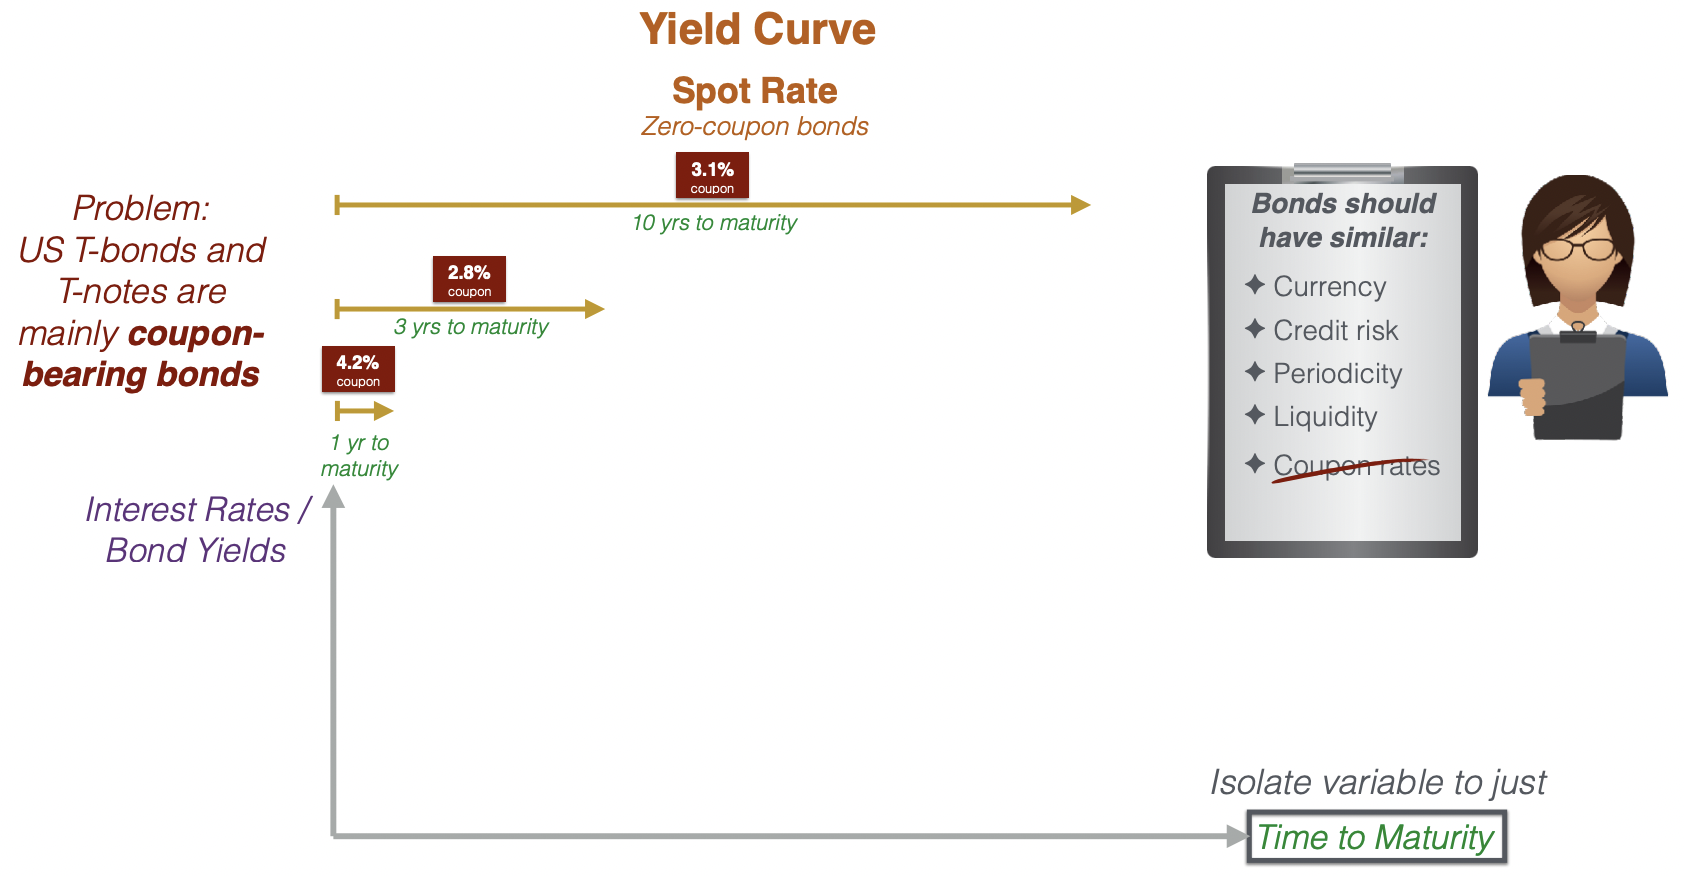 Yield Curve
Spot Rate
Zero-coupon bonds
Problem:
US T-bonds and
T-notes are
mainly coupon-
bearing bonds
3.1%
coupon
10 yrs to maturity
2.8%
coupon
3 yrs to maturity
4.2%
coupon
1 yr to
maturity
Bonds should
have similar:
✦ Currency
✦ Credit risk
✦ Periodicity
✦ Liquidity
✦ Coupon rates
Interest Rates /
Bond Yields
Isolate variable to just
Time to Maturity